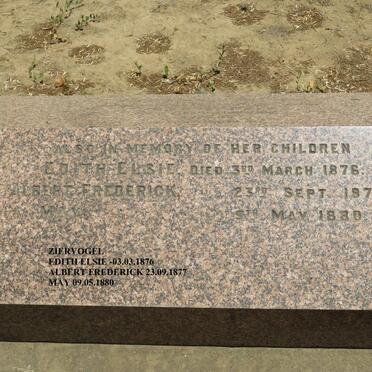 ALSO IN MEMORY OF HER CHILDREN
EDITH ELSIE, DIED 3RD MARCH 1876.
ALBERT FREDERICK, 23RD SEPT 187
MAY, 9TH MAY 1880
ZIERVOGEL
EDITH ELSIE -03.03.1876
ALBERT FREDERICK 23.09.1877
MAY 09.05.1880